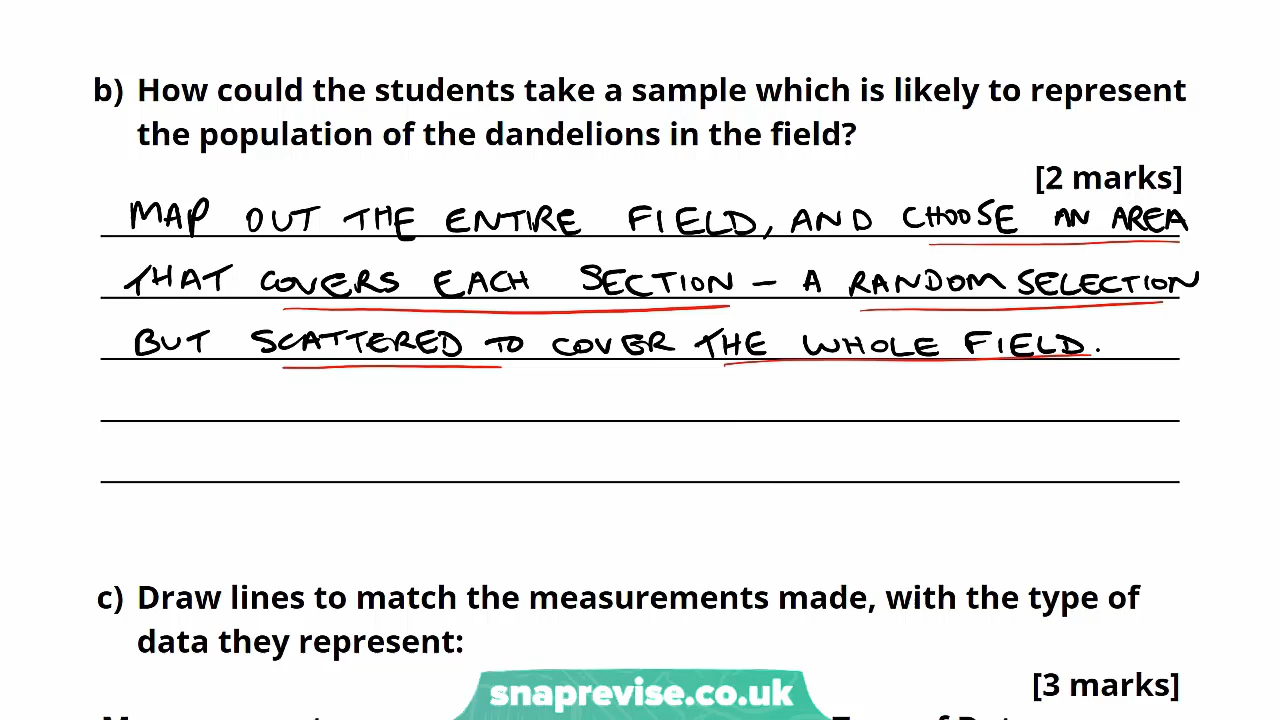 b) How could the students take a sample which is likely to represent
the population of the dandelions in the field?
[2 marks]
MAP OUT THE ENTIRE FIELD, AND CHOOSE AN AREA
THAT COVERS EACH SECTION – A RANDOM SELECTION
BUT SCATTERED TO COVER THE WHOLE FIELD.
c) Draw lines to match the measurements made, with the type of
data they represent:
[3 marks]
snaprevise.co.uk